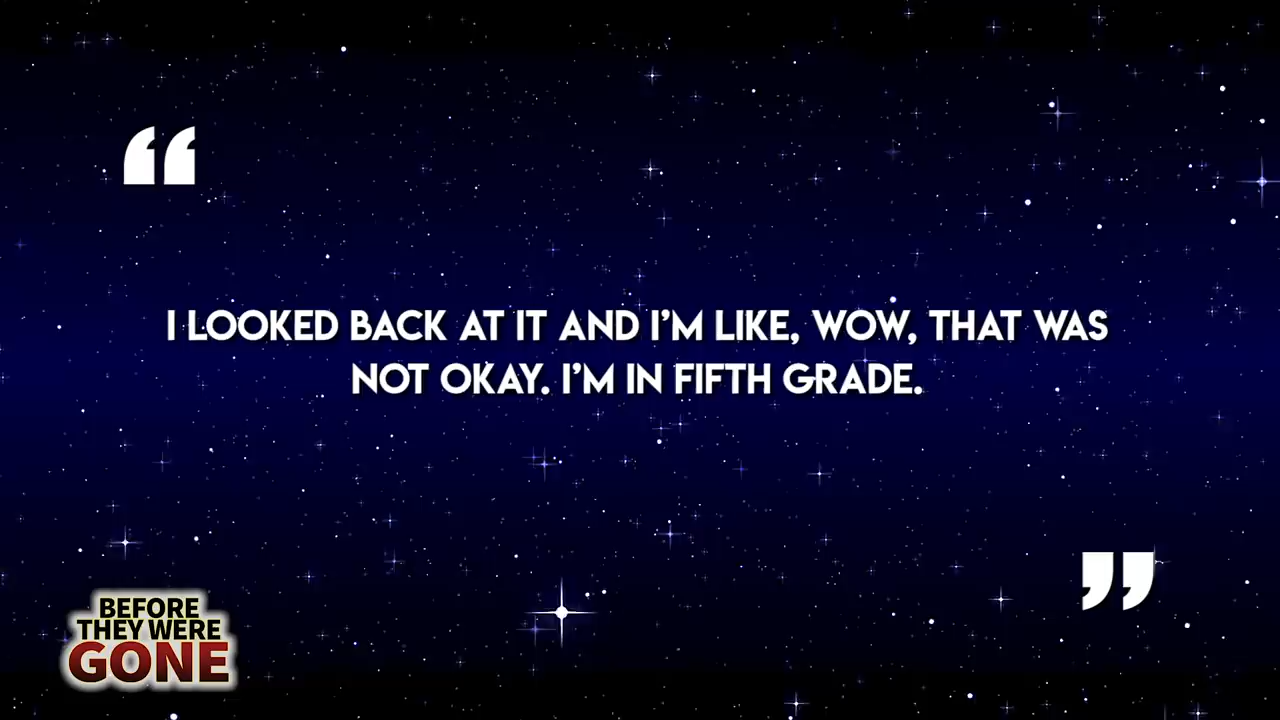 “
I LOOKED BACK AT IT AND I’M LIKE, WOW, THAT WAS
NOT OKAY. I’M IN FIFTH GRADE.
”
BEFORE
THEY WERE
GONE